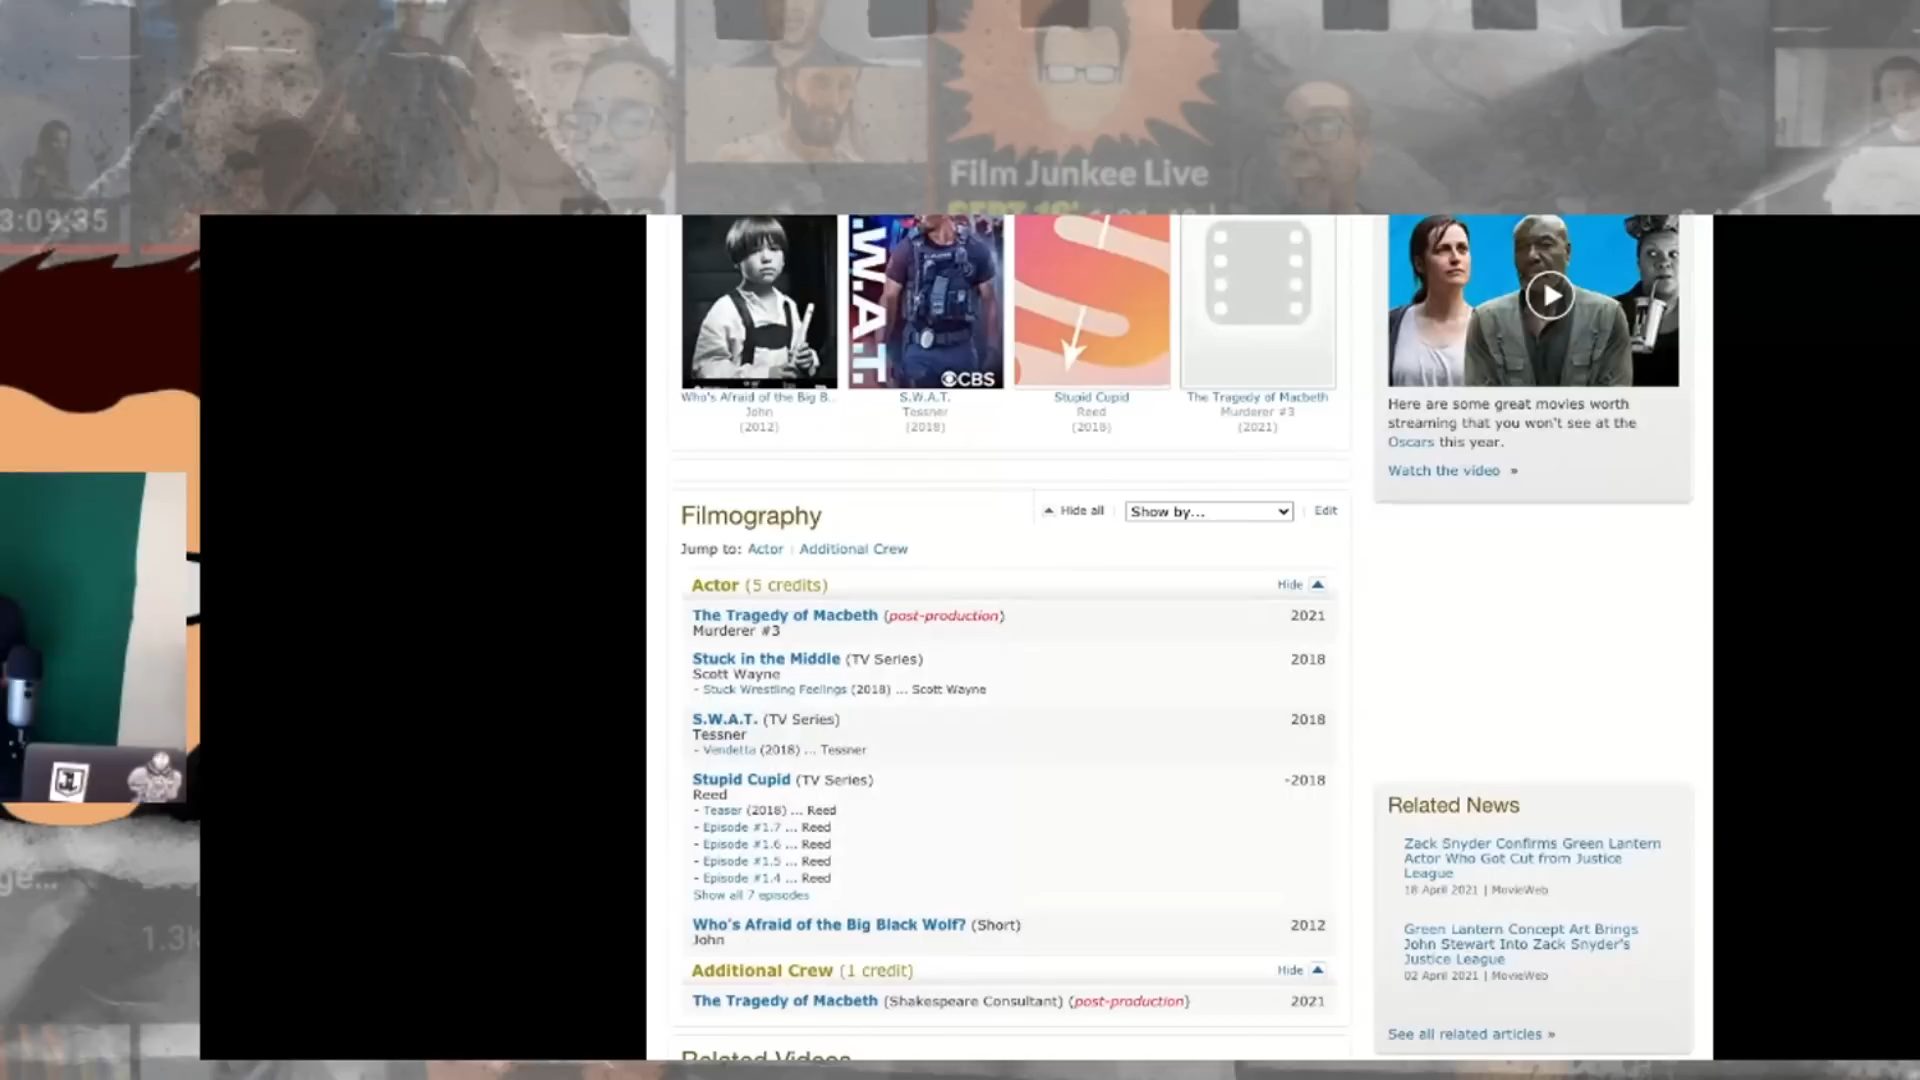 Film Junkee Live
3:09:35
S.W.A.T.
CBS
Who's Afraid of the Big B...
John
(2012)
S.W.A.T.
Tessner
(2018)
Stupid Cupid
Reed
(2018)
The Tragedy of Macbeth
Murderer #3
(2021)
Here are some great movies worth
streaming that you won't see at the
Oscars this year.
Watch the video »
Filmography
Hide all
Show by...
Edit
Jump to: Actor | Additional Crew
Actor (5 credits)
Hide
The Tragedy of Macbeth (post-production)
2021
Murderer #3
Stuck in the Middle (TV Series)
2018
Scott Wayne
- Stuck Wrestling Feelings (2018) ... Scott Wayne
S.W.A.T. (TV Series)
2018
Tessner
- Vendetta (2018) ... Tessner
Stupid Cupid (TV Series)
-2018
Reed
- Teaser (2018) ... Reed
- Episode #1.7 ... Reed
- Episode #1.6 ... Reed
- Episode #1.5 ... Reed
- Episode #1.4 ... Reed
Show all 7 episodes
Who's Afraid of the Big Black Wolf? (Short)
2012
John
Additional Crew (1 credit)
Hide
The Tragedy of Macbeth (Shakespeare Consultant) (post-production)
2021
Related Videos
Related News
Zack Snyder Confirms Green Lantern
Actor Who Got Cut from Justice
League
18 April 2021 | MovieWeb
Green Lantern Concept Art Brings
John Stewart Into Zack Snyder's
Justice League
02 April 2021 | MovieWeb
See all related articles »
JL
ge...
1.3K